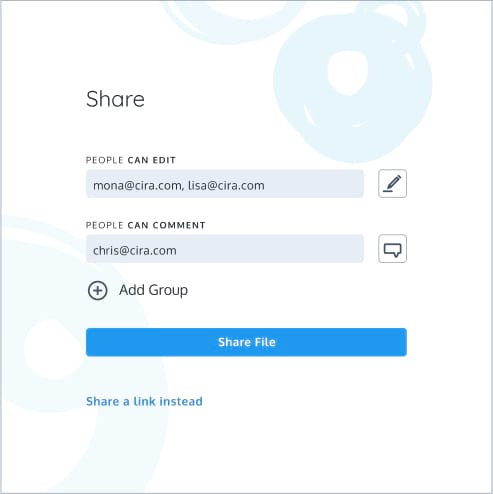 Share
PEOPLE CAN EDIT
mona@cira.com, lisa@cira.com
PEOPLE CAN COMMENT
chris@cira.com
Add Group
Share File
Share a link instead